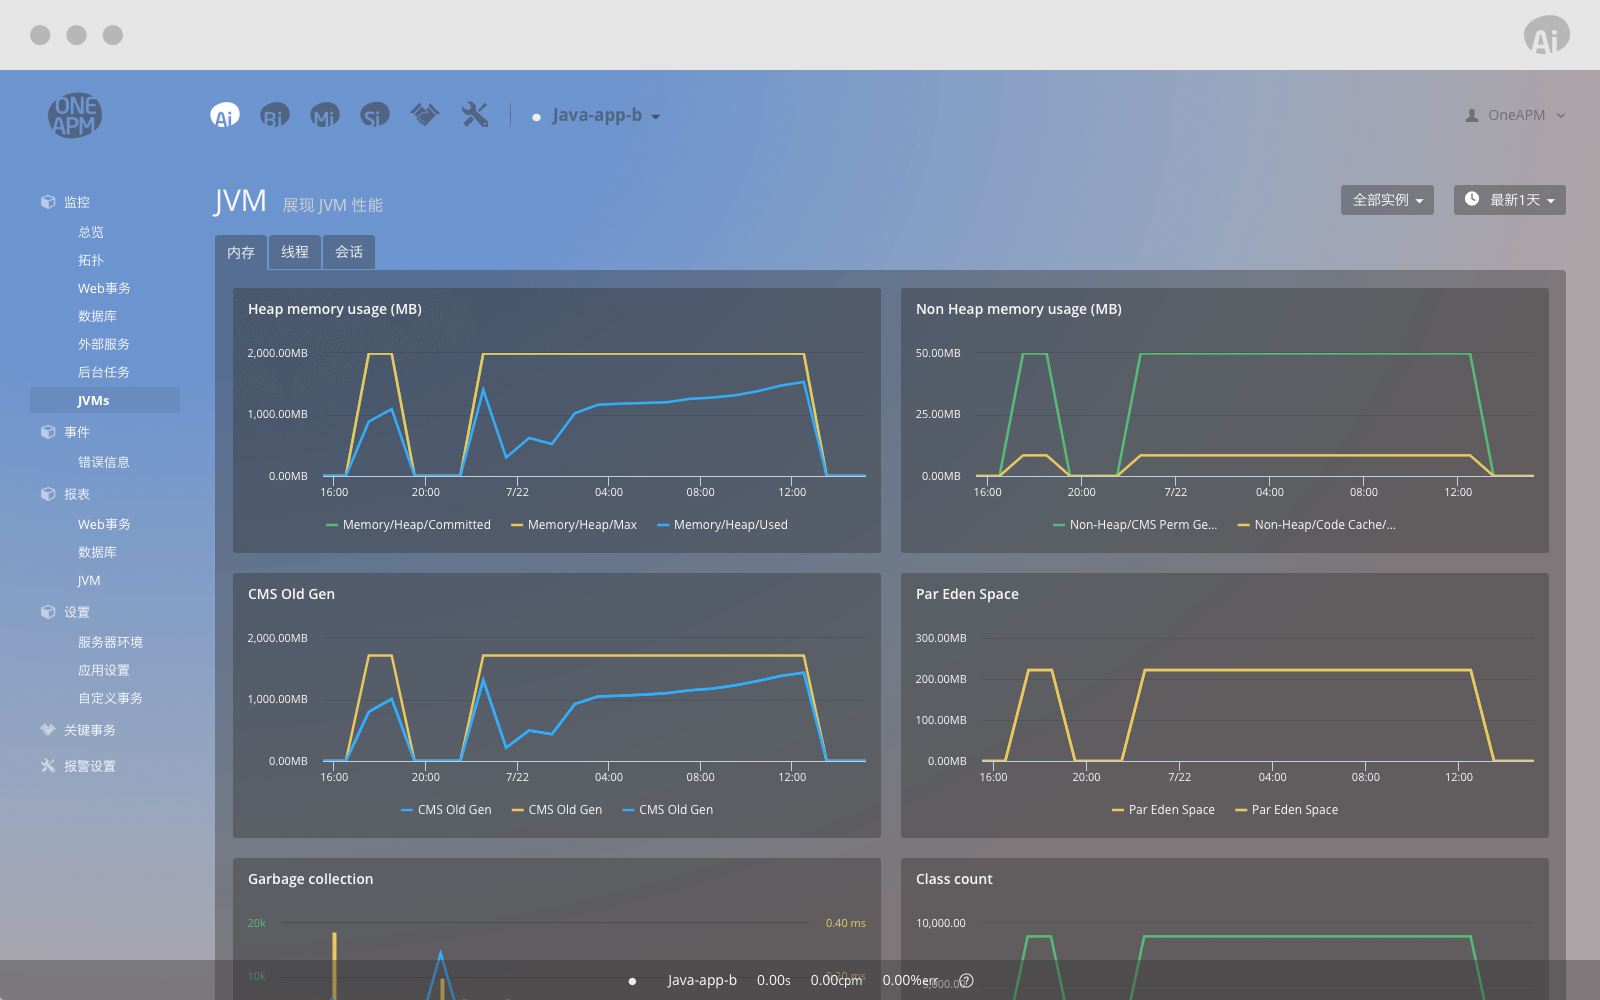 Ai
ONE
APM
Ai Bi Mi Si Java-app-b
OneAPM
监控
总览
拓扑
Web事务
数据库
外部服务
后台任务
JVMs
事件
错误信息
报表
Web事务
数据库
JVM
设置
服务器环境
应用设置
自定义事务
关键事务
报警设置
JVM 展现 JVM 性能
全部实例 最新1天
内存 线程 会话
Heap memory usage (MB)
2,000.00MB
1,000.00MB
0.00MB
16:00 20:00 7/22 04:00 08:00 12:00
Memory/Heap/Committed Memory/Heap/Max Memory/Heap/Used
Non Heap memory usage (MB)
50.00MB
25.00MB
0.00MB
16:00 20:00 7/22 04:00 08:00 12:00
Non-Heap/CMS Perm Ge... Non-Heap/Code Cache/...
CMS Old Gen
2,000.00MB
1,000.00MB
0.00MB
16:00 20:00 7/22 04:00 08:00 12:00
CMS Old Gen CMS Old Gen CMS Old Gen
Par Eden Space
300.00MB
200.00MB
100.00MB
0.00MB
16:00 20:00 7/22 04:00 08:00 12:00
Par Eden Space Par Eden Space
Garbage collection
20k 0.40 ms
10k 0.20 ms
Class count
10,000.00
5,000.00
Java-app-b 0.00s 0.00cpm 0.00%err ?